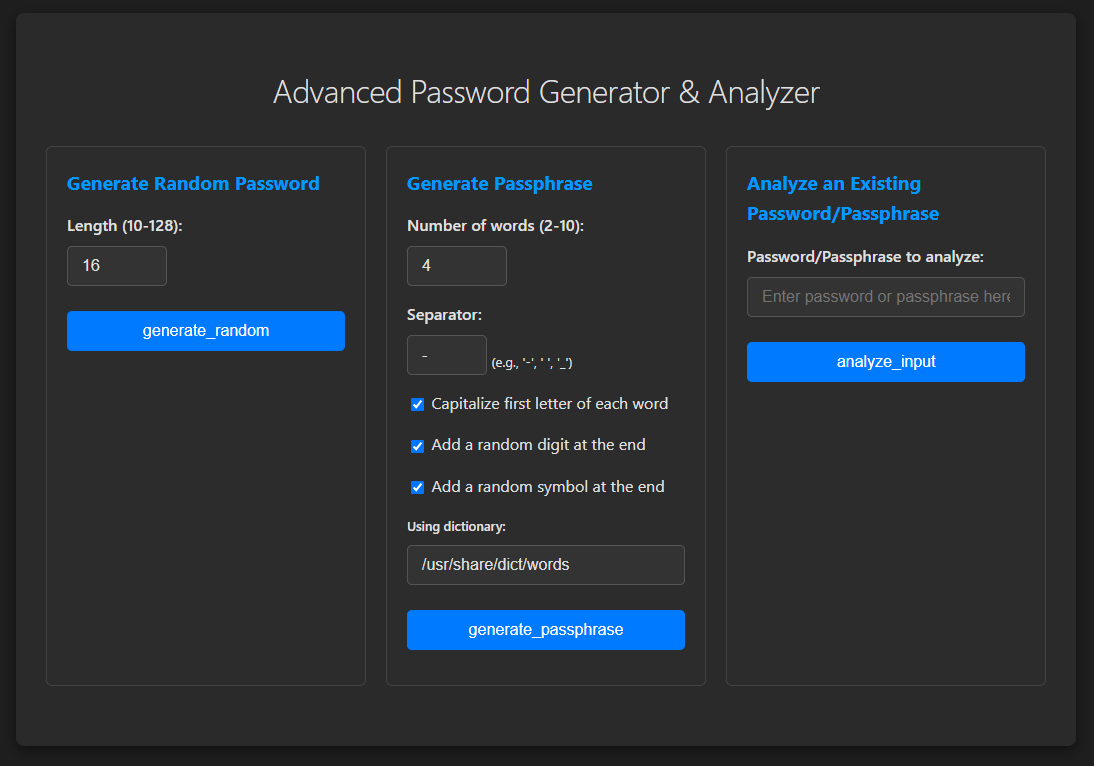 Advanced Password Generator & Analyzer
Generate Random Password
Length (10-128):
16
generate_random
Generate Passphrase
Number of words (2-10):
4
Separator:
-
(e.g., '-', ' ', '_')
Capitalize first letter of each word
Add a random digit at the end
Add a random symbol at the end
Using dictionary:
/usr/share/dict/words
generate_passphrase
Analyze an Existing
Password/Passphrase
Password/Passphrase to analyze:
Enter password or passphrase here
analyze_input